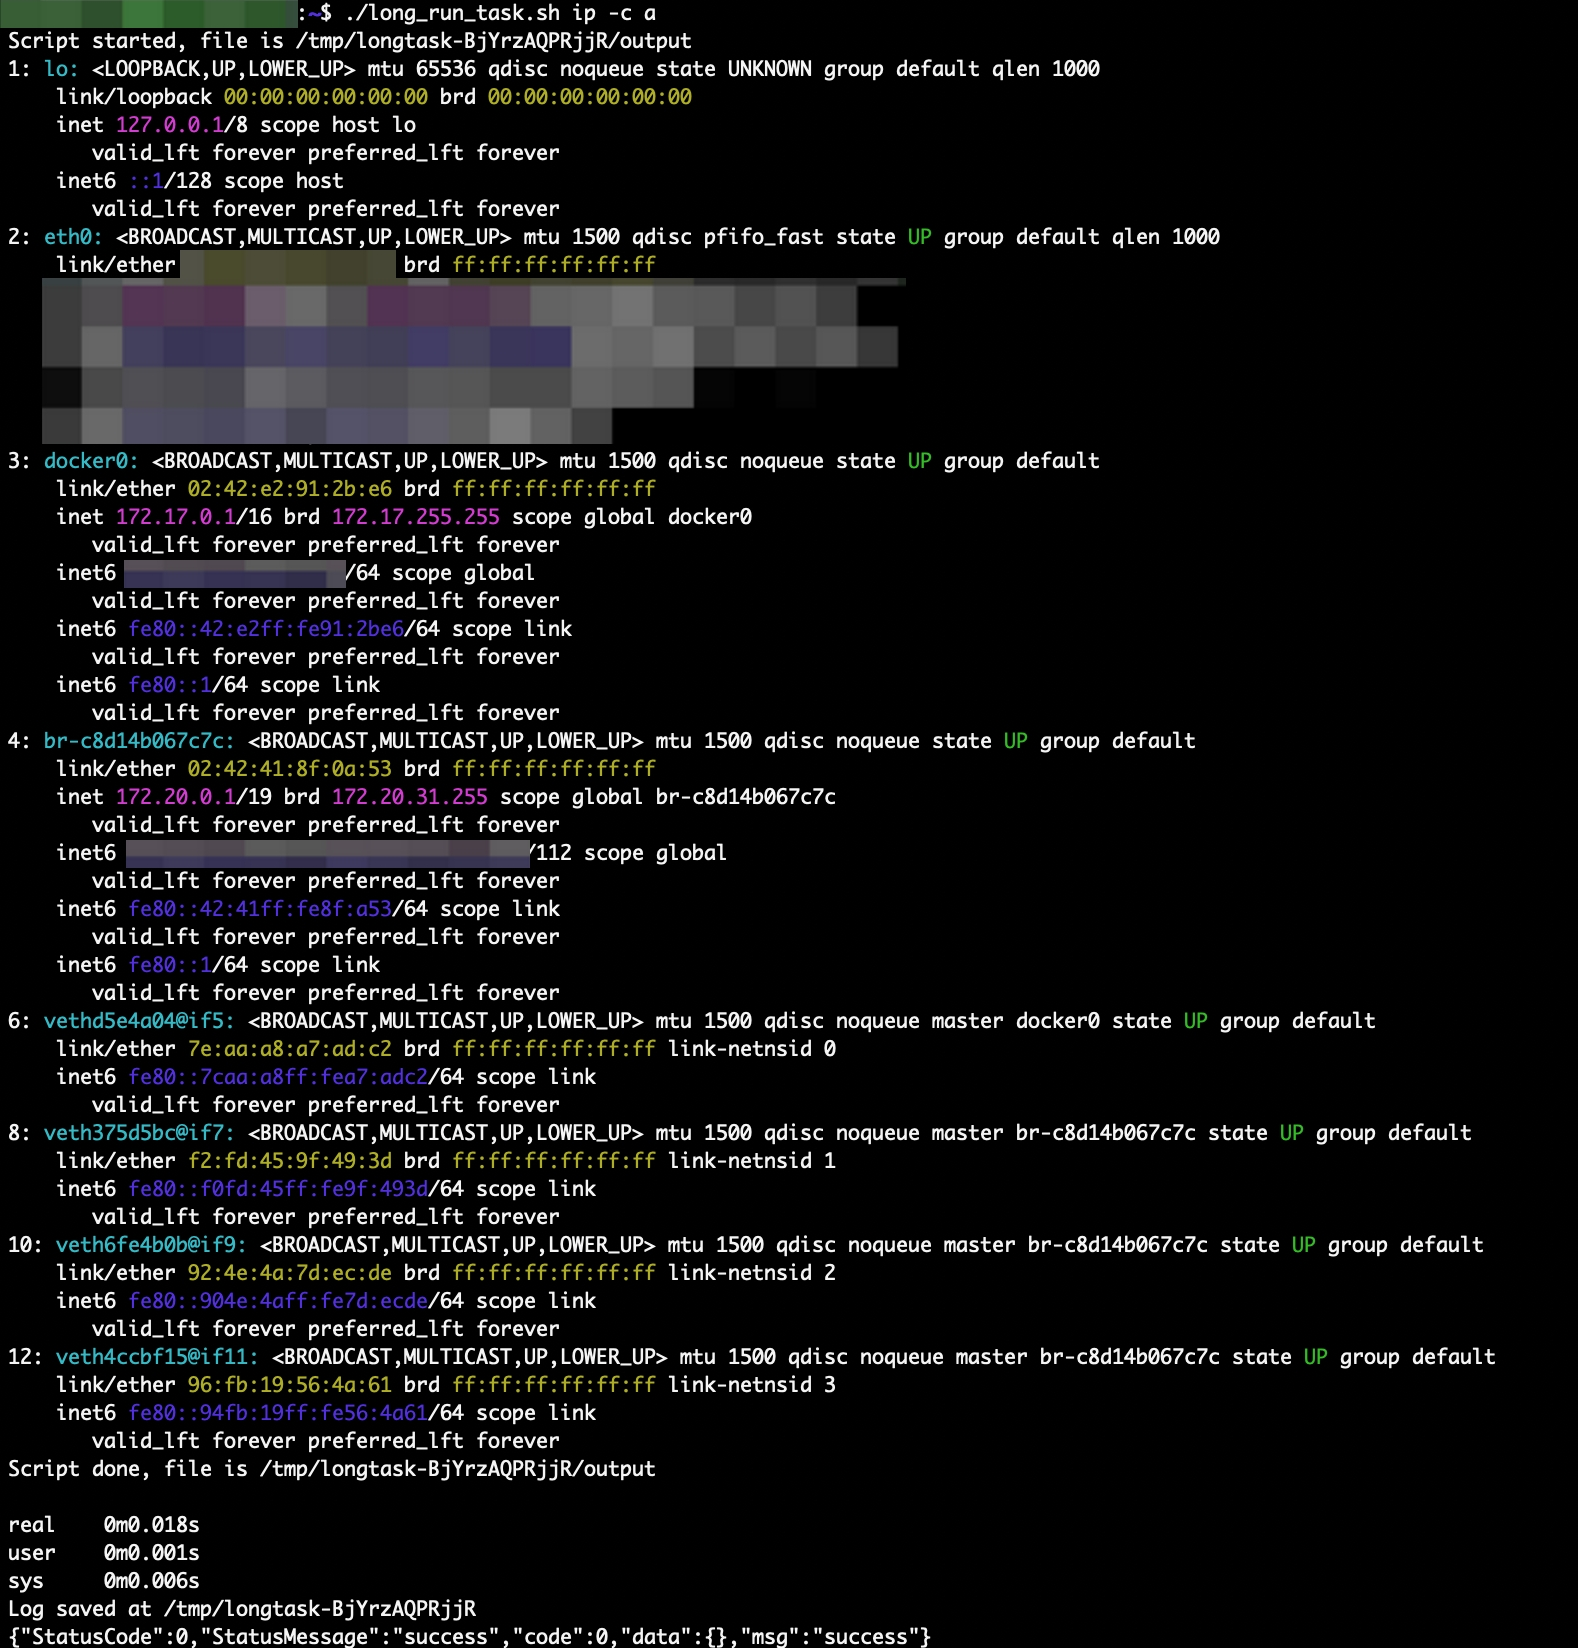 :~$ ./long_run_task.sh ip -c a
Script started, file is /tmp/longtask-BjYrzAQPRjjR/output
1: lo: <LOOPBACK,UP,LOWER_UP> mtu 65536 qdisc noqueue state UNKNOWN group default qlen 1000
    link/loopback 00:00:00:00:00:00 brd 00:00:00:00:00:00
    inet 127.0.0.1/8 scope host lo
       valid_lft forever preferred_lft forever
    inet6 ::1/128 scope host
       valid_lft forever preferred_lft forever
2: eth0: <BROADCAST,MULTICAST,UP,LOWER_UP> mtu 1500 qdisc pfifo_fast state UP group default qlen 1000
    link/ether brd ff:ff:ff:ff:ff:ff
3: docker0: <BROADCAST,MULTICAST,UP,LOWER_UP> mtu 1500 qdisc noqueue state UP group default
    link/ether 02:42:e2:91:2b:e6 brd ff:ff:ff:ff:ff:ff
    inet 172.17.0.1/16 brd 172.17.255.255 scope global docker0
       valid_lft forever preferred_lft forever
    inet6 /64 scope global
       valid_lft forever preferred_lft forever
    inet6 fe80::42:e2ff:fe91:2be6/64 scope link
       valid_lft forever preferred_lft forever
    inet6 fe80::1/64 scope link
       valid_lft forever preferred_lft forever
4: br-c8d14b067c7c: <BROADCAST,MULTICAST,UP,LOWER_UP> mtu 1500 qdisc noqueue state UP group default
    link/ether 02:42:41:8f:0a:53 brd ff:ff:ff:ff:ff:ff
    inet 172.20.0.1/19 brd 172.20.31.255 scope global br-c8d14b067c7c
       valid_lft forever preferred_lft forever
    inet6 /112 scope global
       valid_lft forever preferred_lft forever
    inet6 fe80::42:41ff:fe8f:a53/64 scope link
       valid_lft forever preferred_lft forever
    inet6 fe80::1/64 scope link
       valid_lft forever preferred_lft forever
6: vethd5e4a04@if5: <BROADCAST,MULTICAST,UP,LOWER_UP> mtu 1500 qdisc noqueue master docker0 state UP group default
    link/ether 7e:aa:a8:a7:ad:c2 brd ff:ff:ff:ff:ff:ff link-netnsid 0
    inet6 fe80::7caa:a8ff:fea7:adc2/64 scope link
       valid_lft forever preferred_lft forever
8: veth375d5bc@if7: <BROADCAST,MULTICAST,UP,LOWER_UP> mtu 1500 qdisc noqueue master br-c8d14b067c7c state UP group default
    link/ether f2:fd:45:9f:49:3d brd ff:ff:ff:ff:ff:ff link-netnsid 1
    inet6 fe80::f0fd:45ff:fe9f:493d/64 scope link
       valid_lft forever preferred_lft forever
10: veth6fe4b0b@if9: <BROADCAST,MULTICAST,UP,LOWER_UP> mtu 1500 qdisc noqueue master br-c8d14b067c7c state UP group default
    link/ether 92:4e:4a:7d:ec:de brd ff:ff:ff:ff:ff:ff link-netnsid 2
    inet6 fe80::904e:4aff:fe7d:ecde/64 scope link
       valid_lft forever preferred_lft forever
12: veth4ccbf15@if11: <BROADCAST,MULTICAST,UP,LOWER_UP> mtu 1500 qdisc noqueue master br-c8d14b067c7c state UP group default
    link/ether 96:fb:19:56:4a:61 brd ff:ff:ff:ff:ff:ff link-netnsid 3
    inet6 fe80::94fb:19ff:fe56:4a61/64 scope link
       valid_lft forever preferred_lft forever
Script done, file is /tmp/longtask-BjYrzAQPRjjR/output

real    0m0.018s
user    0m0.001s
sys     0m0.006s
Log saved at /tmp/longtask-BjYrzAQPRjjR
{"StatusCode":0,"StatusMessage":"success","code":0,"data":{},"msg":"success"}